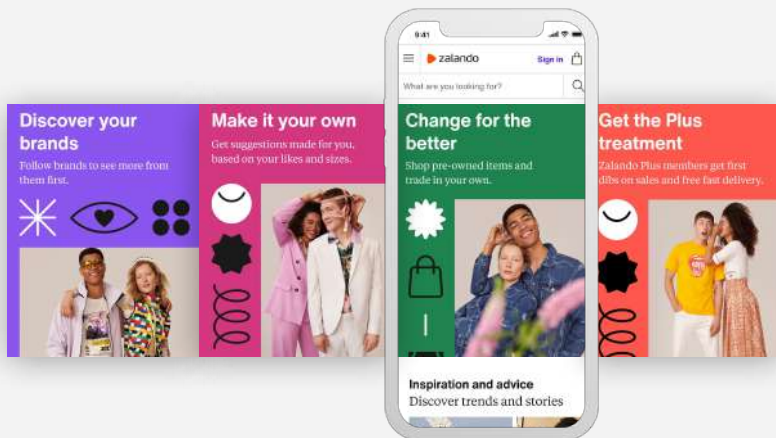 9:41
zalando
Sign in
What are you looking for?
Discover your
brands
Follow brands to see more from
them first.
Make it your own
Get suggestions made for you,
based on your likes and sizes.
Change for the
better
Shop pre-owned items and
trade in your own.
Get the Plus
treatment
Zalando Plus members get first
dibs on sales and free fast delivery.
Inspiration and advice
Discover trends and stories